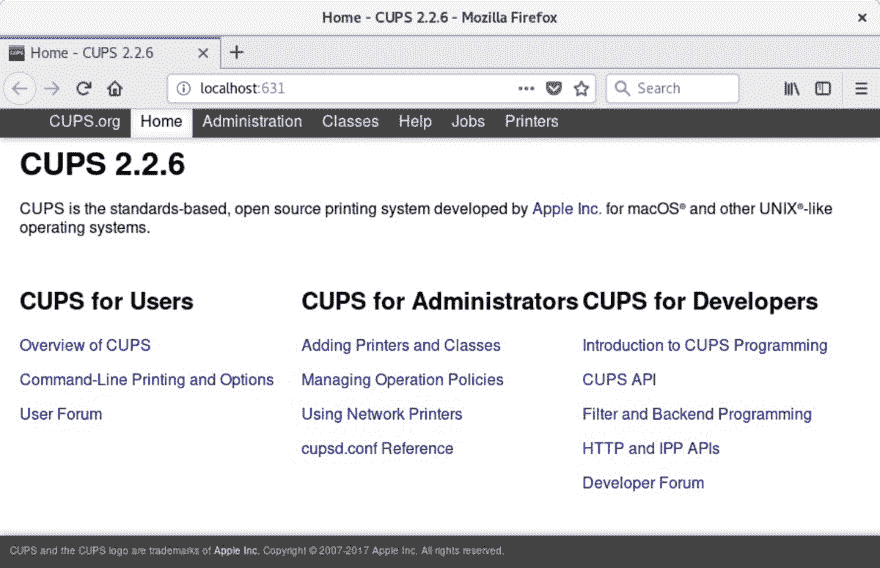 Home - CUPS 2.2.6 - Mozilla Firefox
Home - CUPS 2.2.6
localhost:631
Search
CUPS.org Home Administration Classes Help Jobs Printers
CUPS 2.2.6
CUPS is the standards-based, open source printing system developed by Apple Inc. for macOS® and other UNIX®-like
operating systems.
CUPS for Users
Overview of CUPS
Command-Line Printing and Options
User Forum
CUPS for Administrators
Adding Printers and Classes
Managing Operation Policies
Using Network Printers
cupsd.conf Reference
CUPS for Developers
Introduction to CUPS Programming
CUPS API
Filter and Backend Programming
HTTP and IPP APIs
Developer Forum
CUPS and the CUPS logo are trademarks of Apple Inc. Copyright © 2007-2017 Apple Inc. All rights reserved.